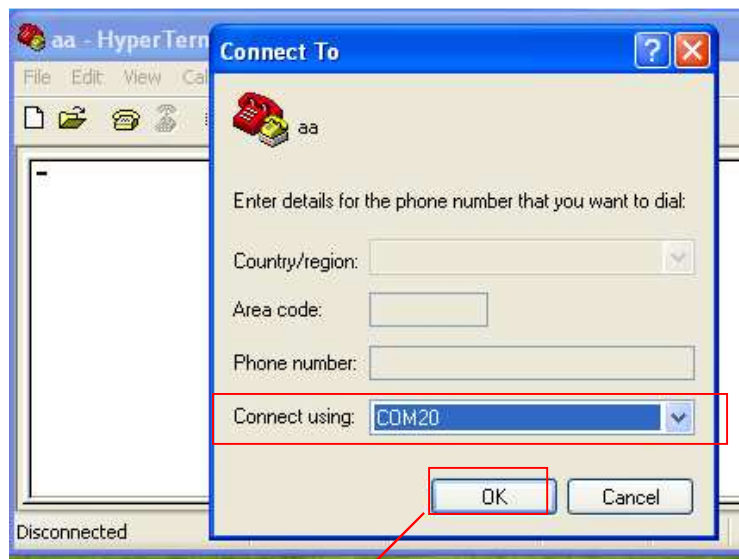 aa - HyperTerm
File Edit View Cal
Connect To
aa
Enter details for the phone number that you want to dial:
Country/region:
Area code:
Phone number:
Connect using: COM20
OK Cancel
Disconnected